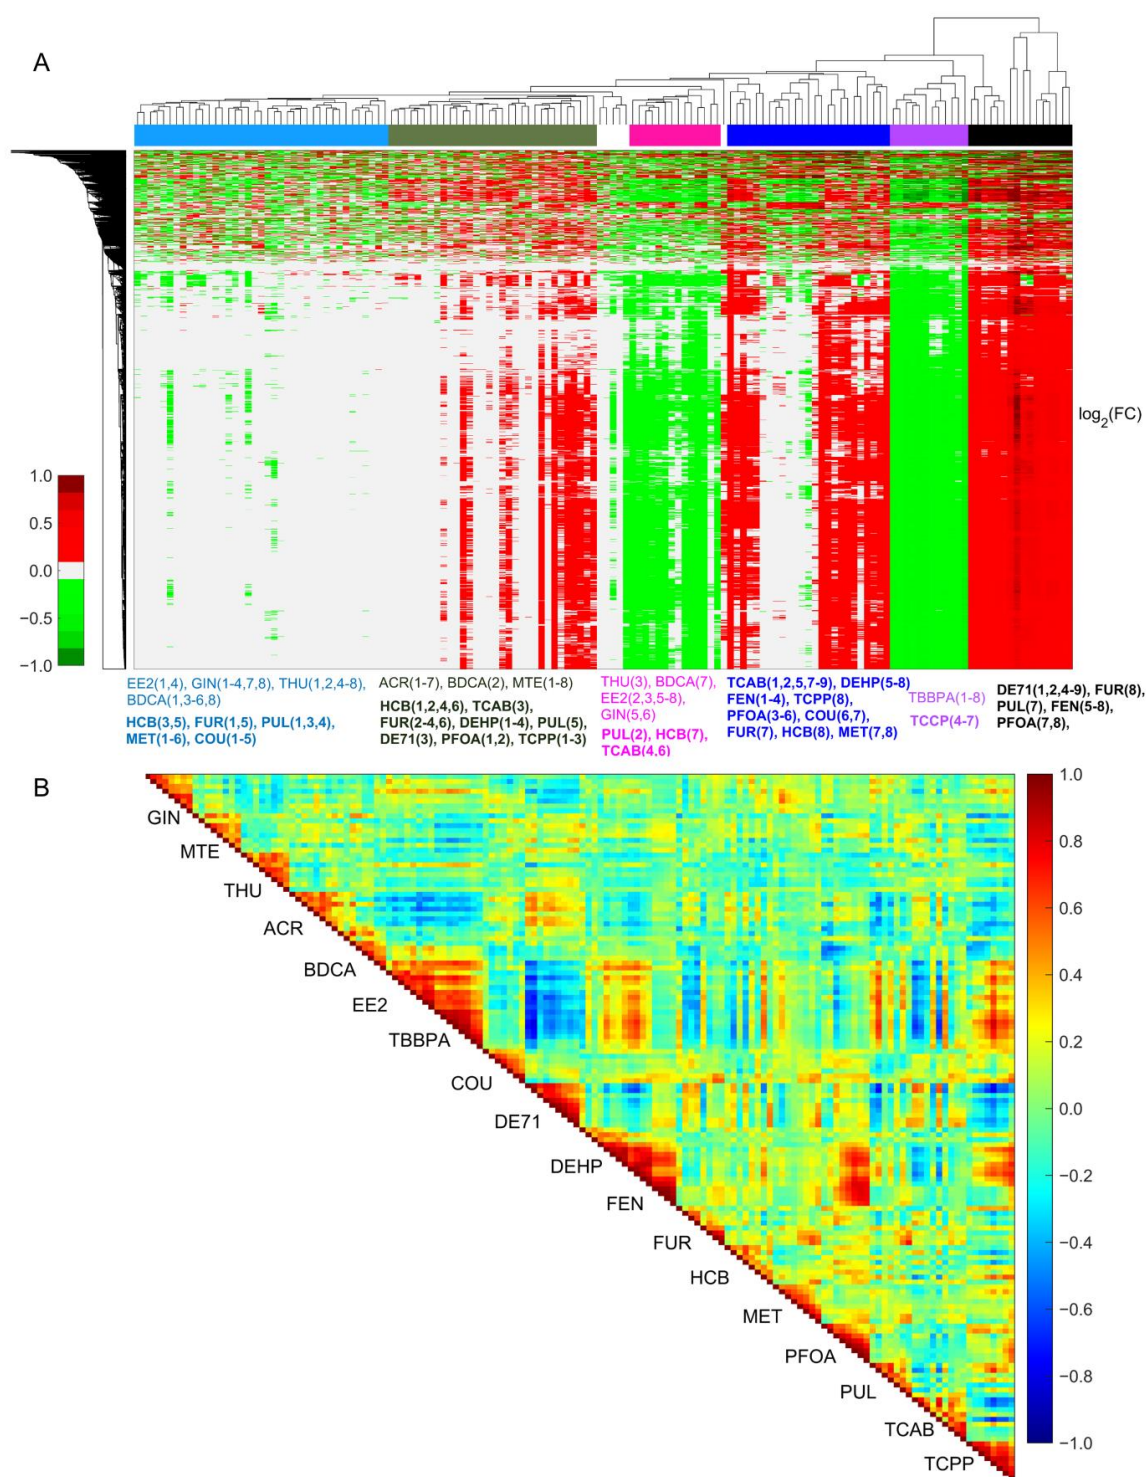 A
log2(FC)
1.0
0.5
0.0
−0.5
−1.0
EE2(1,4), GIN(1-4,7,8), THU(1,2,4-8),
BDCA(1,3-6,8)
HCB(3,5), FUR(1,5), PUL(1,3,4),
MET(1-6), COU(1-5)
ACR(1-7), BDCA(2), MTE(1-8)
HCB(1,2,4,6), TCAB(3),
FUR(2-4,6), DEHP(1-4), PUL(5),
DE71(3), PFOA(1,2), TCPP(1-3)
THU(3), BDCA(7),
EE2(2,3,5-8),
GIN(5,6)
PUL(2), HCB(7),
TCAB(4,6)
TCAB(1,2,5,7-9), DEHP(5-8)
FEN(1-4), TCPP(8),
PFOA(3-6), COU(6,7),
FUR(7), HCB(8), MET(7,8)
TBBPA(1-8)
TCCP(4-7)
DE71(1,2,4-9), FUR(8),
PUL(7), FEN(5-8),
PFOA(7,8),
B
GIN
MTE
THU
ACR
BDCA
EE2
TBBPA
COU
DE71
DEHP
FEN
FUR
HCB
MET
PFOA
PUL
TCAB
TCPP
1.0
0.8
0.6
0.4
0.2
0.0
−0.2
−0.4
−0.6
−0.8
−1.0